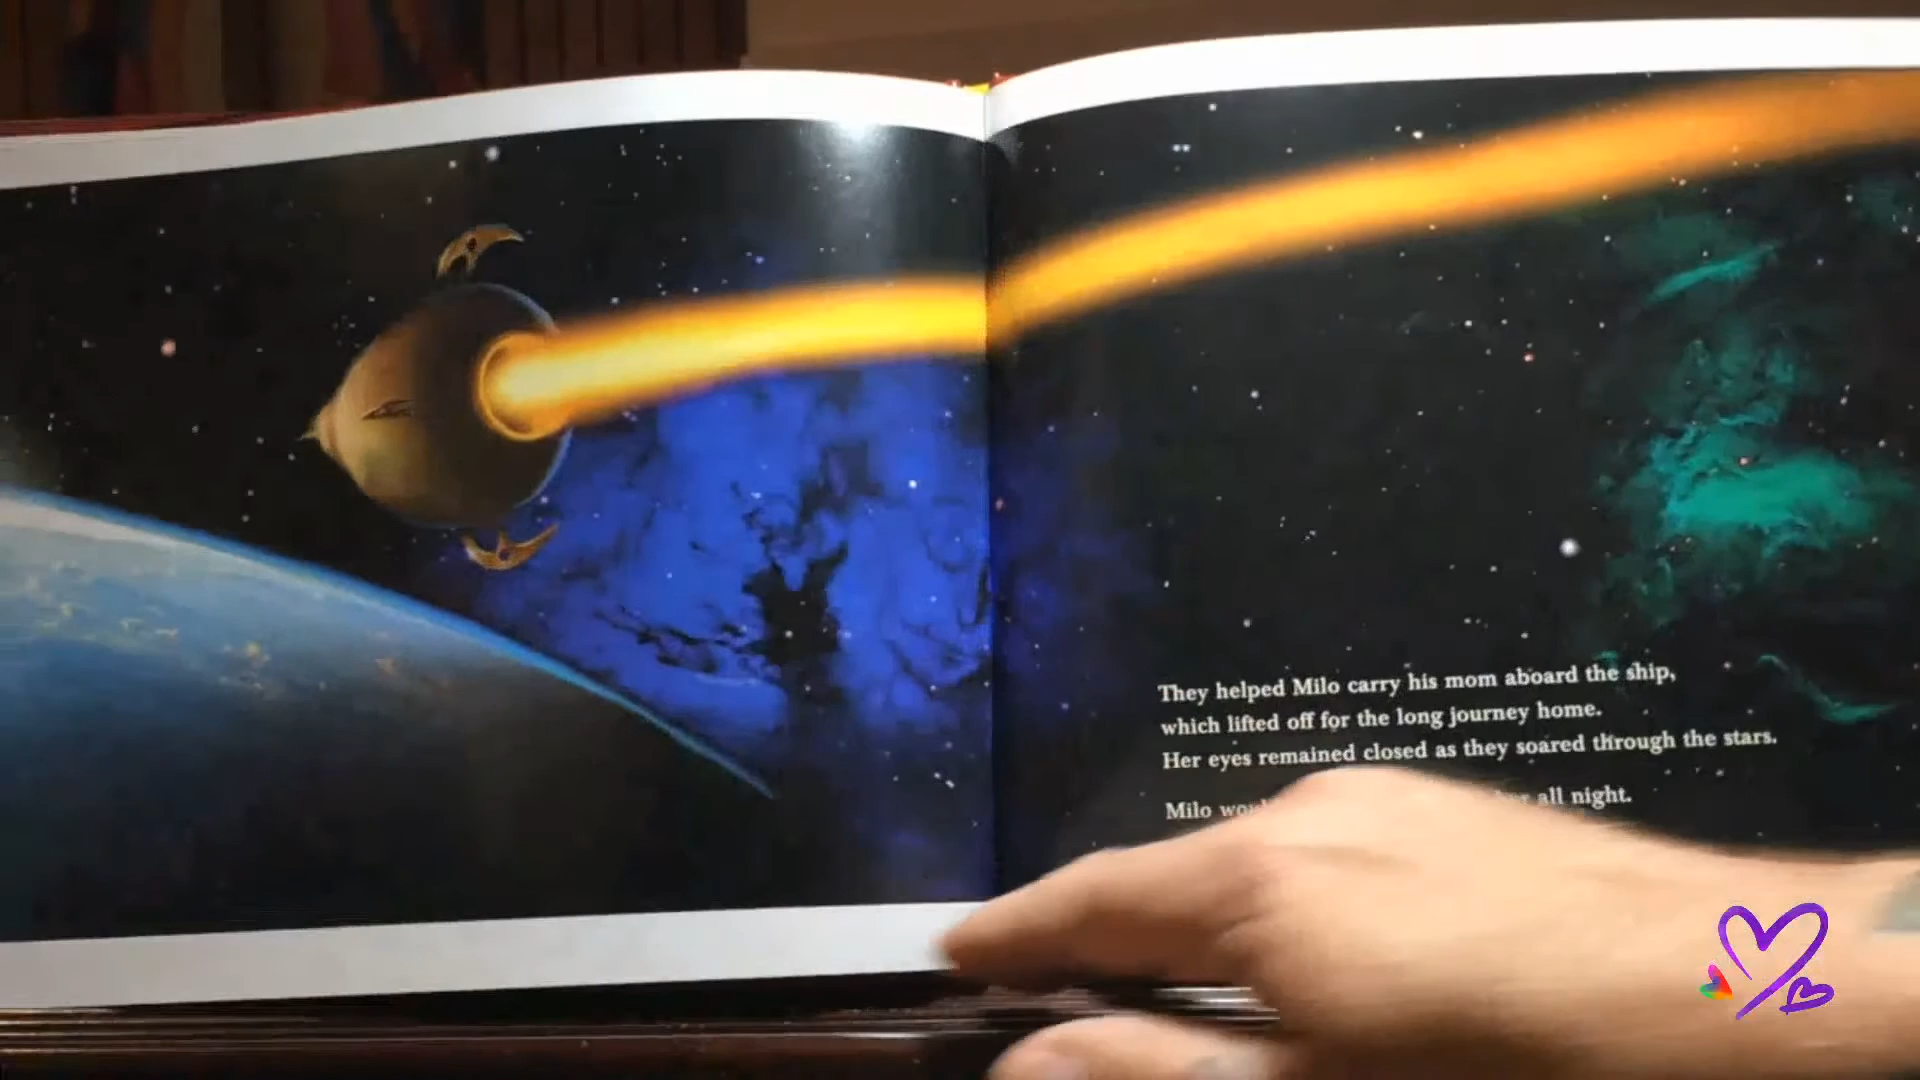 They helped Milo carry his mom aboard the ship,
which lifted off for the long journey home.
Her eyes remained closed as they soared through the stars.
Milo all night.